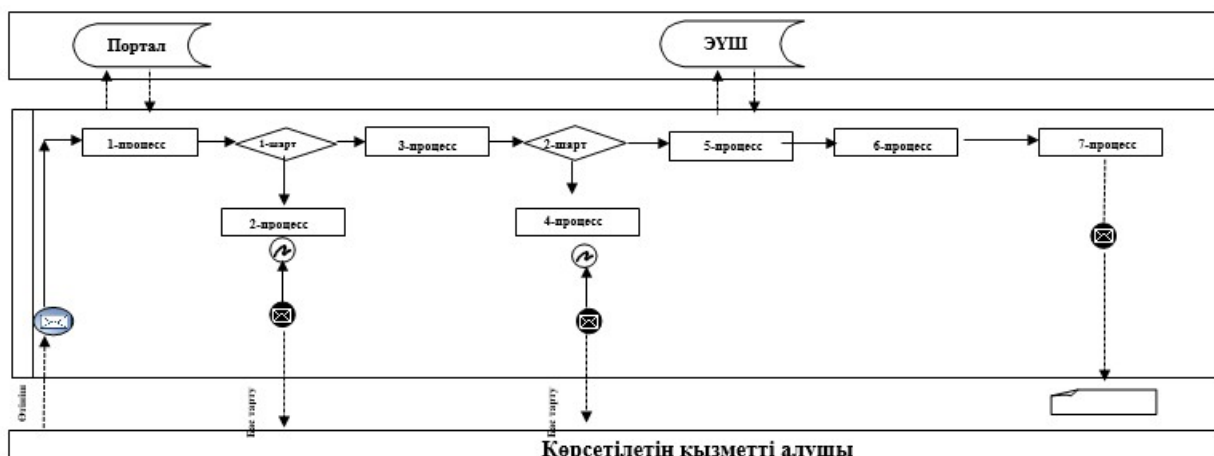 Портал
ЭҮШ
1-процесс
1-шарт
3-процесс
2-шарт
5-процесс
6-процесс
7-процесс
2-процесс
4-процесс
Өтініш
Бас тарту
Бас тарту
Көрсетілетін қызметті алушы